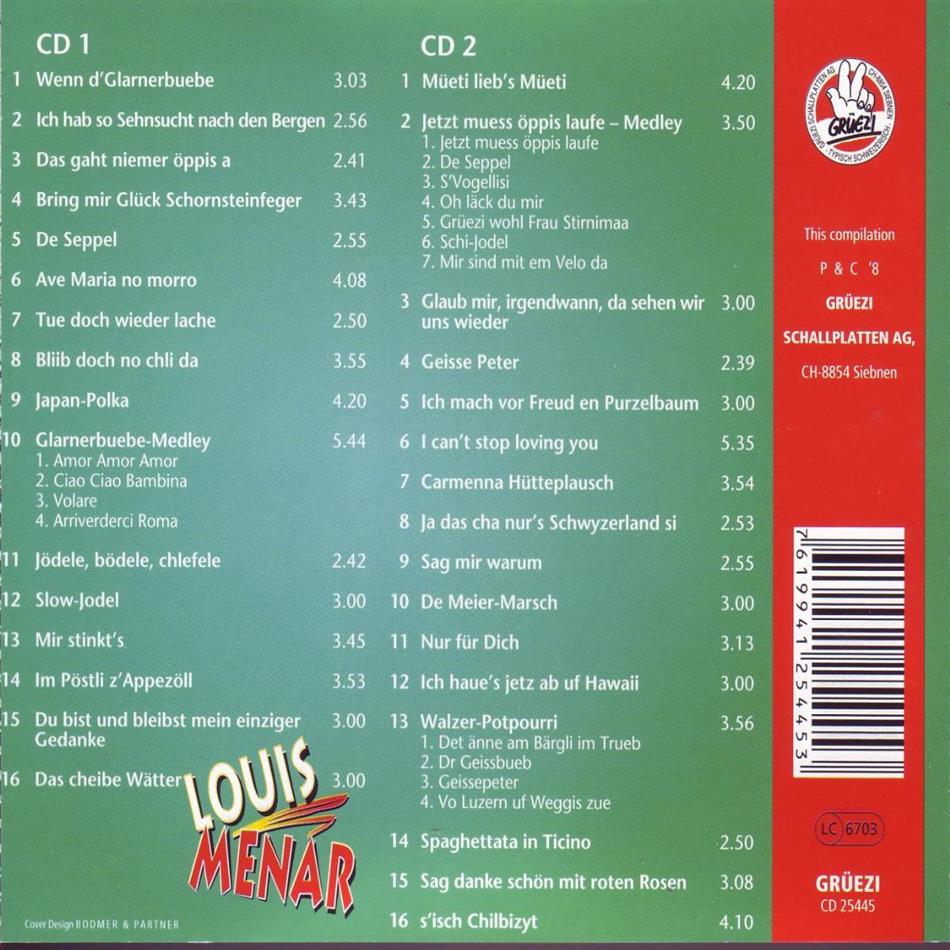 CD 1
1 Wenn d'Glarnerbuebe 3.03
2 Ich hab so Sehnsucht nach den Bergen 2.56
3 Das gaht niemer öppis a 2.41
4 Bring mir Glück Schornsteinfeger 3.43
5 De Seppel 2.55
6 Ave Maria no morro 4.08
7 Tue doch wieder lache 2.50
8 Bliib doch no chli da 3.55
9 Japan-Polka 4.20
10 Glarnerbuebe-Medley 5.44
1. Amor Amor Amor
2. Ciao Ciao Bambina
3. Volare
4. Arriverderci Roma
11 Jödele, bödele, chlefele 2.42
12 Slow-Jodel 3.00
13 Mir stinkt's 3.45
14 Im Pöstli z'Appezöll 3.53
15 Du bist und bleibst mein einziger 3.00
Gedanke
16 Das cheibe Wätter 3.00
LOUIS
MENAR
Cover Design BODMER & PARTNER
CD 2
1 Müeti lieb's Müeti 4.20
2 Jetzt muess öppis laufe – Medley 3.50
1. Jetzt muess öppis laufe
2. De Seppel
3. S'Vogellisi
4. Oh läck du mir
5. Grüezi wohl Frau Stirnimaa
6. Schi-Jodel
7. Mir sind mit em Velo da
3 Glaub mir, irgendwann, da sehen wir 3.00
uns wieder
4 Geisse Peter 2.39
5 Ich mach vor Freud en Purzelbaum 3.00
6 I can't stop loving you 5.35
7 Carmenna Hütteplausch 3.54
8 Ja das cha nur's Schwyzerland si 2.53
9 Sag mir warum 2.55
10 De Meier-Marsch 3.00
11 Nur für Dich 3.13
12 Ich haue's jetz ab uf Hawaii 3.00
13 Walzer-Potpourri 3.56
1. Det änne am Bärgli im Trueb
2. Dr Geissbueb
3. Geissepeter
4. Vo Luzern uf Weggis zue
14 Spaghettata in Ticino 2.50
15 Sag danke schön mit roten Rosen 3.08
16 s'isch Chilbizyt 4.10
GRÜEZI SCHALLPLATTEN AG · CH-8854 SIEBNEN
GRÜEZI
· TYPISCH SCHWEIZERISCH ·
This compilation
P & C '8
GRÜEZI
SCHALLPLATTEN AG,
CH-8854 Siebnen
7 619941 254453
LC 6703
GRÜEZI
CD 25445